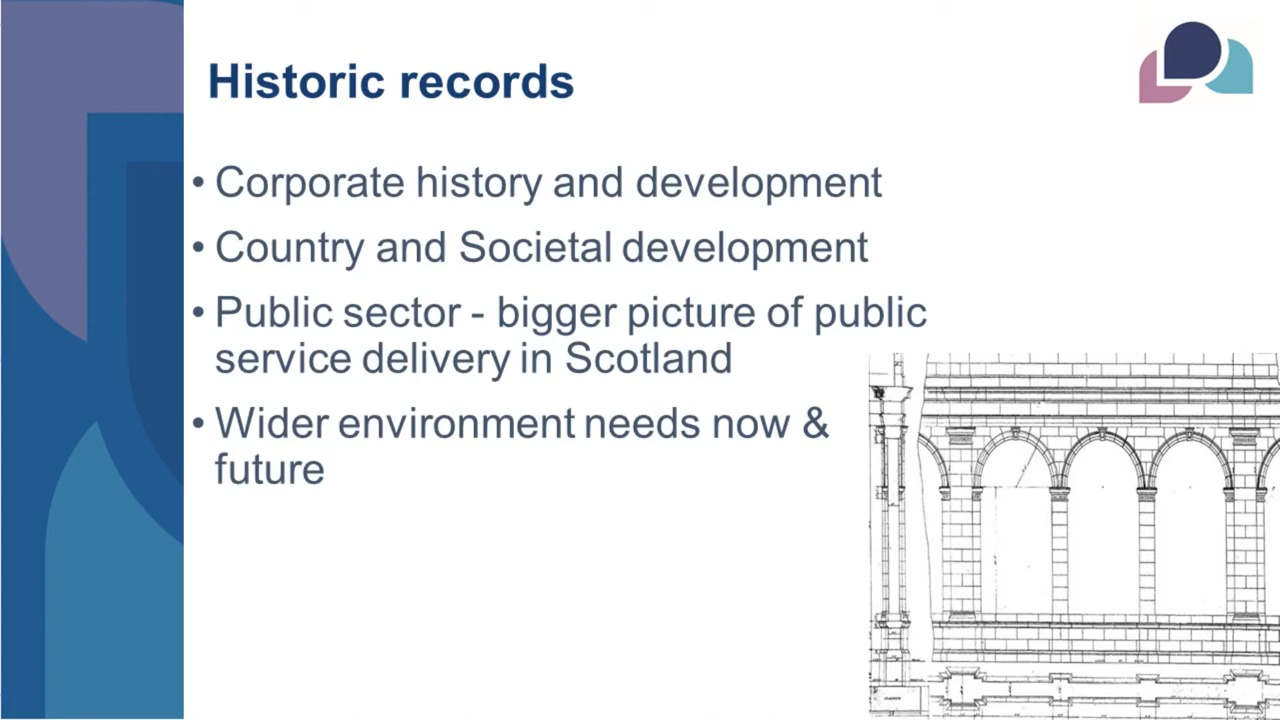 Historic records
• Corporate history and development
• Country and Societal development
• Public sector - bigger picture of public
service delivery in Scotland
• Wider environment needs now &
future